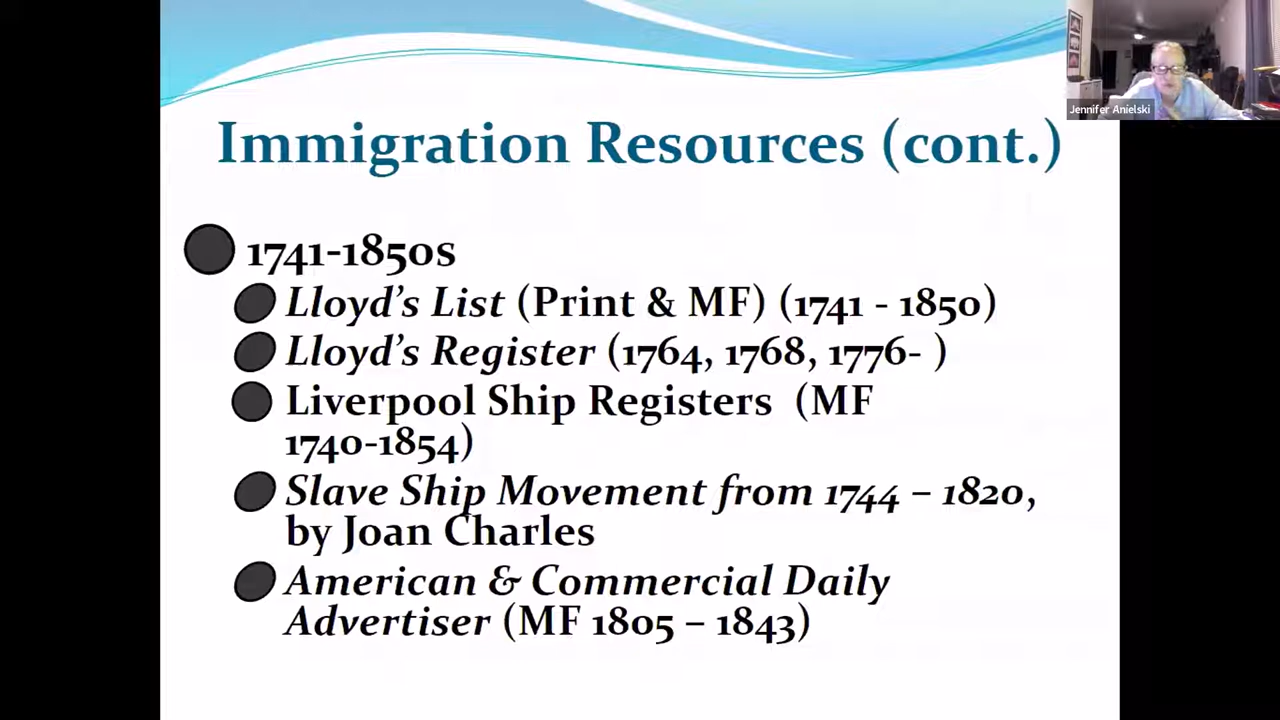 Jennifer Anielski
Immigration Resources (cont.)
1741-1850s
Lloyd's List (Print & MF) (1741 - 1850)
Lloyd's Register (1764, 1768, 1776- )
Liverpool Ship Registers (MF
1740-1854)
Slave Ship Movement from 1744 – 1820,
by Joan Charles
American & Commercial Daily
Advertiser (MF 1805 – 1843)